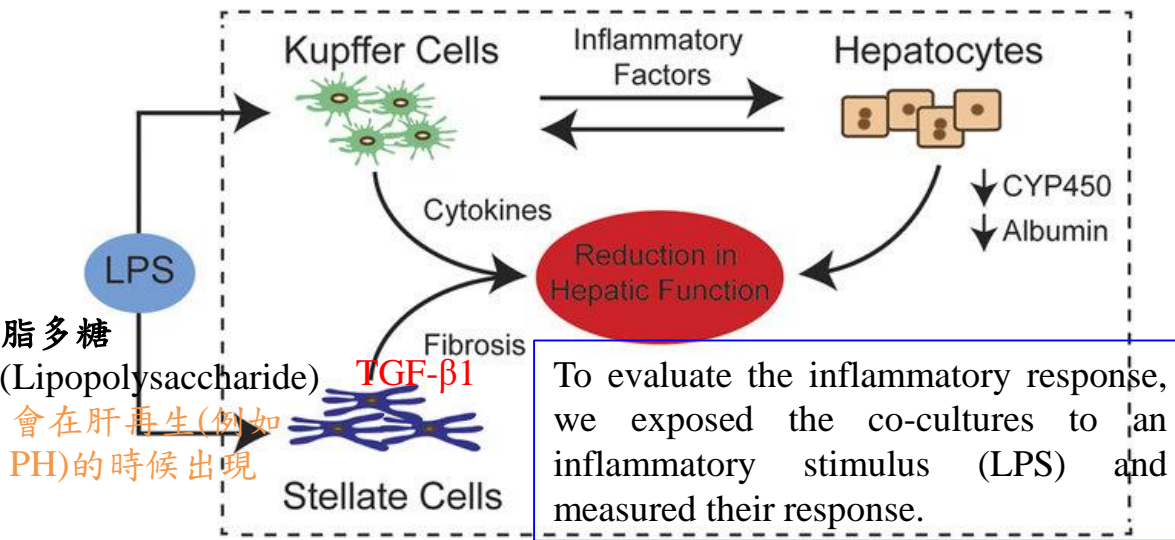 Kupffer Cells
Inflammatory
Factors
Hepatocytes
CYP450
Albumin
Cytokines
Reduction in
Hepatic Function
LPS
脂多糖
(Lipopolysaccharide)
會在肝再生(例如
PH)的時候出現
Fibrosis
TGF-β1
Stellate Cells
To evaluate the inflammatory response,
we exposed the co-cultures to an
inflammatory stimulus (LPS) and
measured their response.